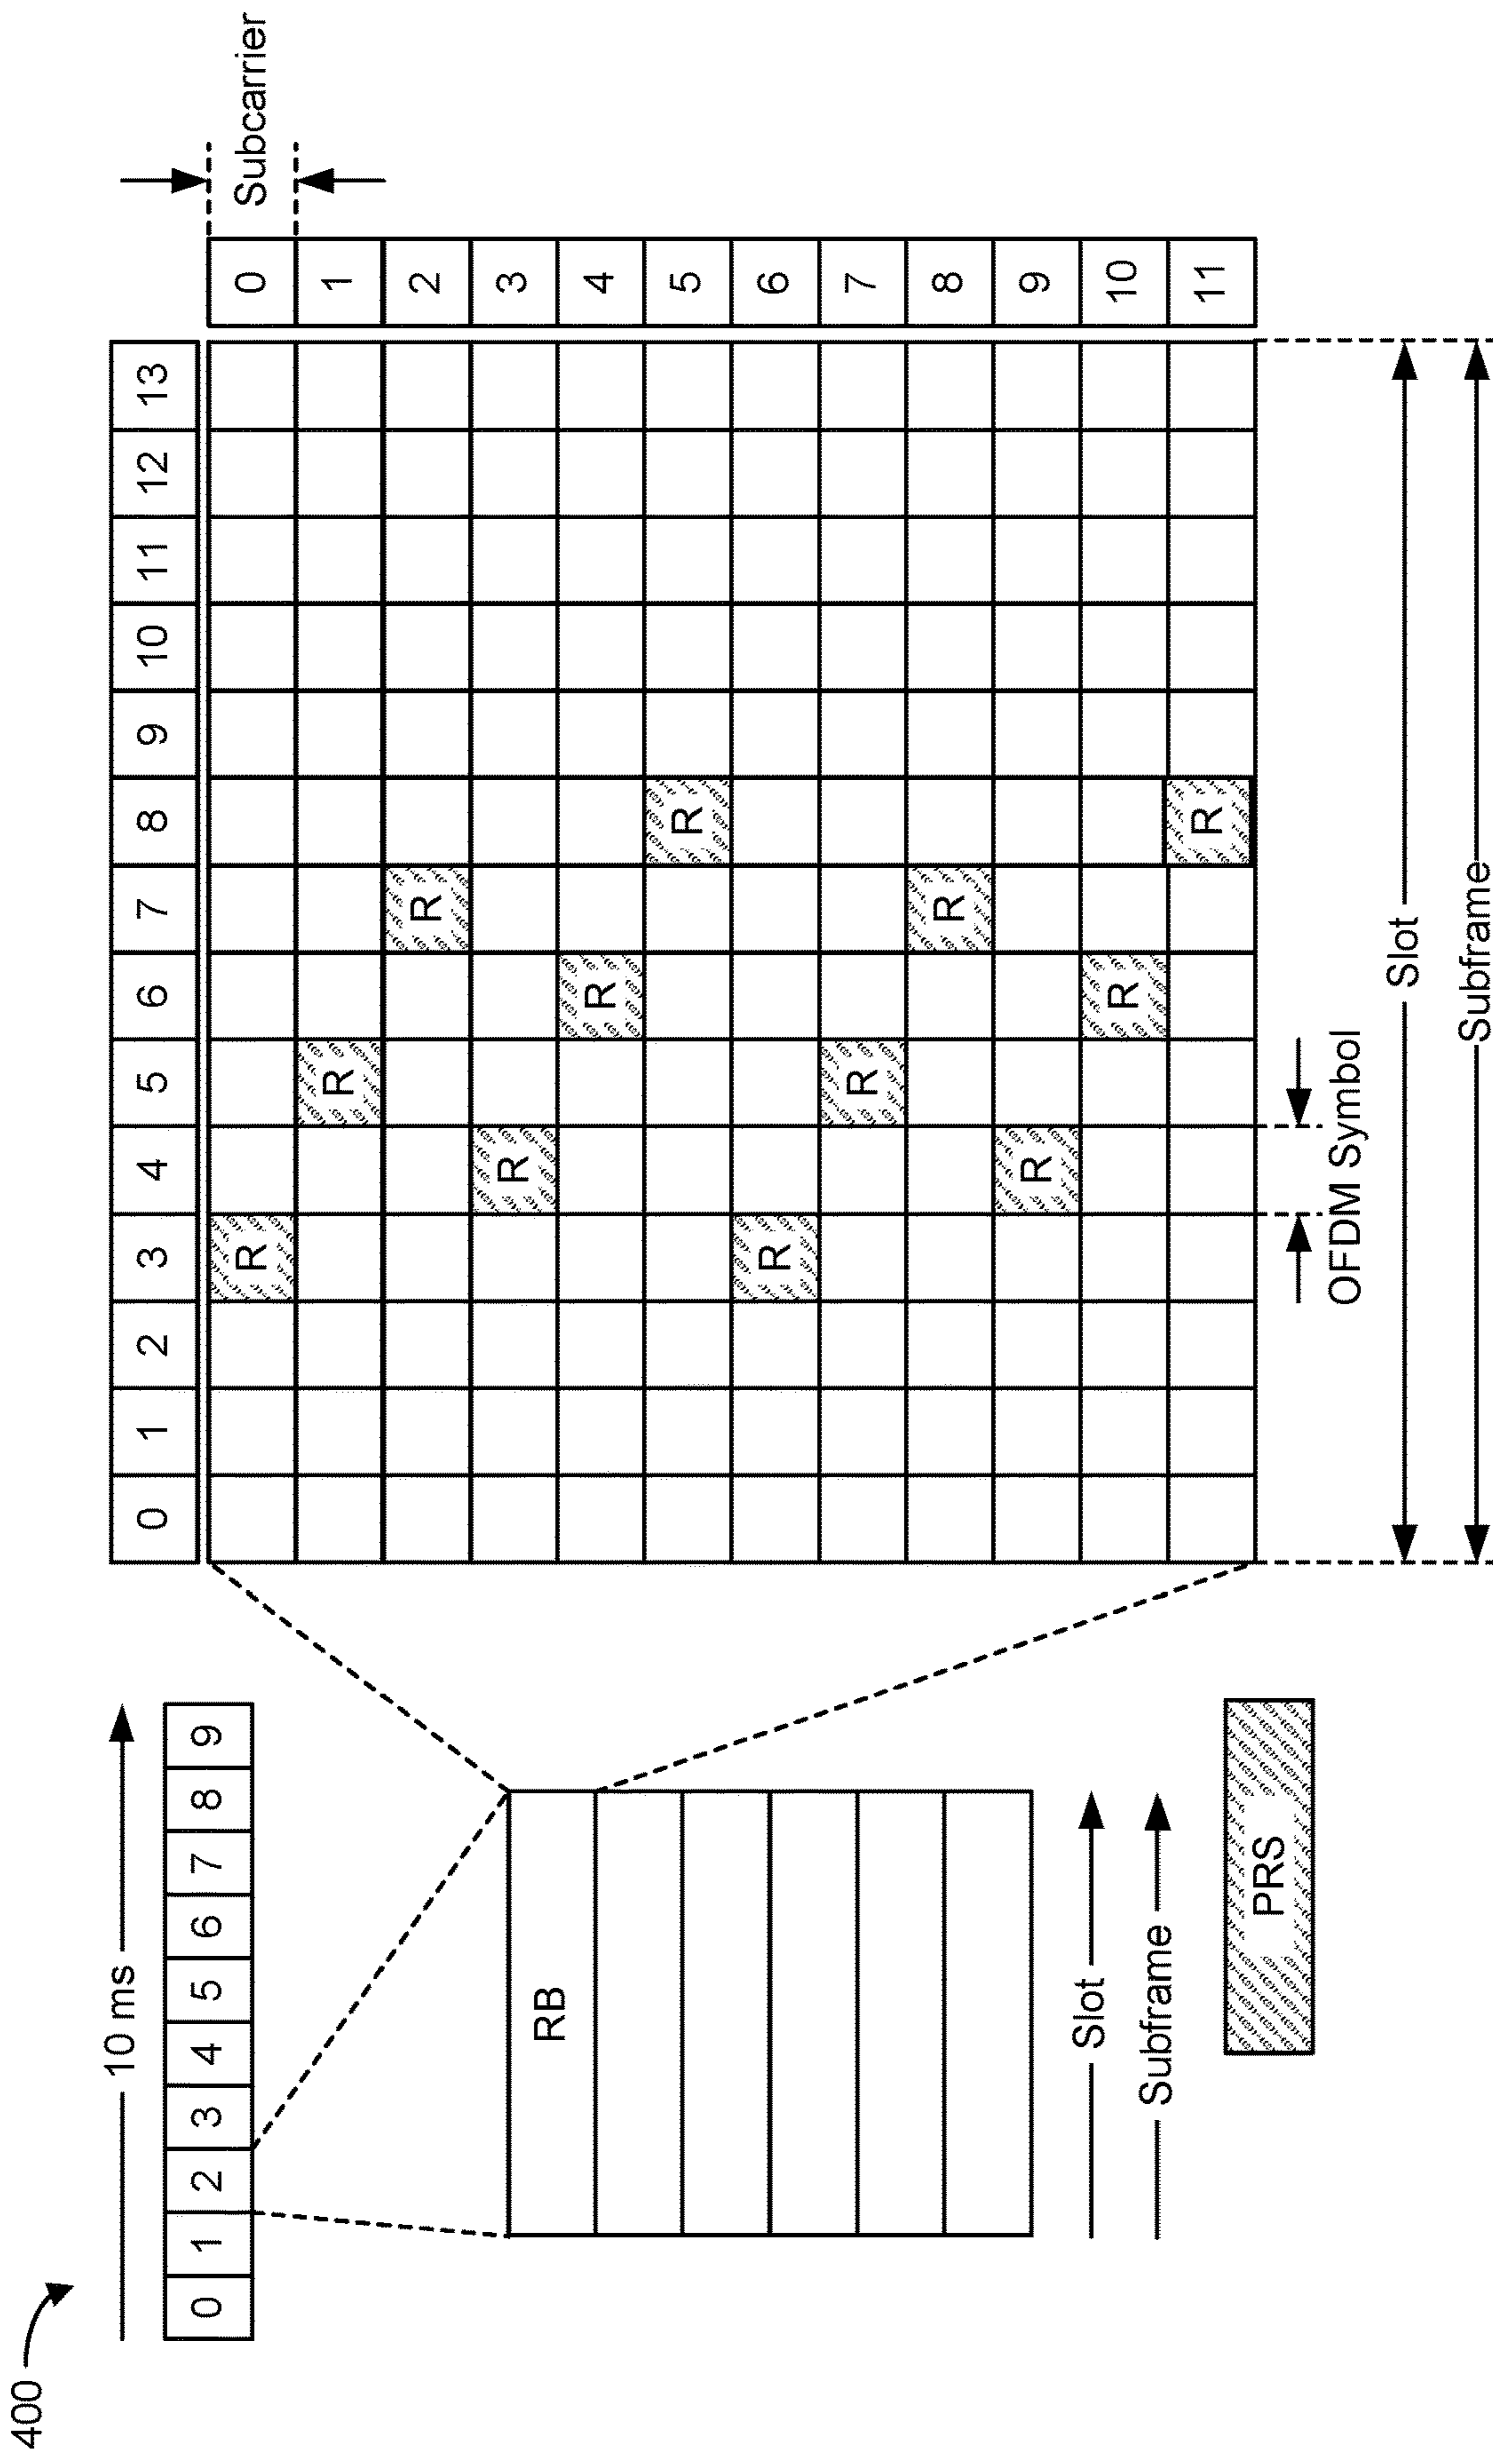 400
10 ms
0 1 2 3 4 5 6 7 8 9
RB
Slot
Subframe
PRS
0 1 2 3 4 5 6 7 8 9 10 11 12 13
Subcarrier
R 0
R 1
R 2
R 3
R 4
R 5
R 6
R 7
R 8
R 9
R 10
R 11
OFDM Symbol
Slot
Subframe